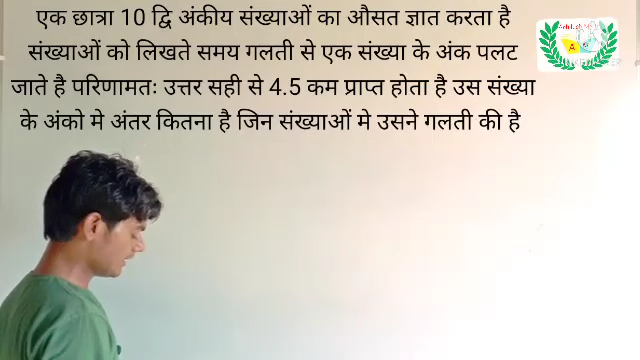 एक छात्रा 10 द्वि अंकीय संख्याओं का औसत ज्ञात करता है
संख्याओं को लिखते समय गलती से एक संख्या के अंक पलट
जाते है परिणामतः उत्तर सही से 4.5 कम प्राप्त होता है उस संख्या
के अंको मे अंतर कितना है जिन संख्याओं मे उसने गलती की है